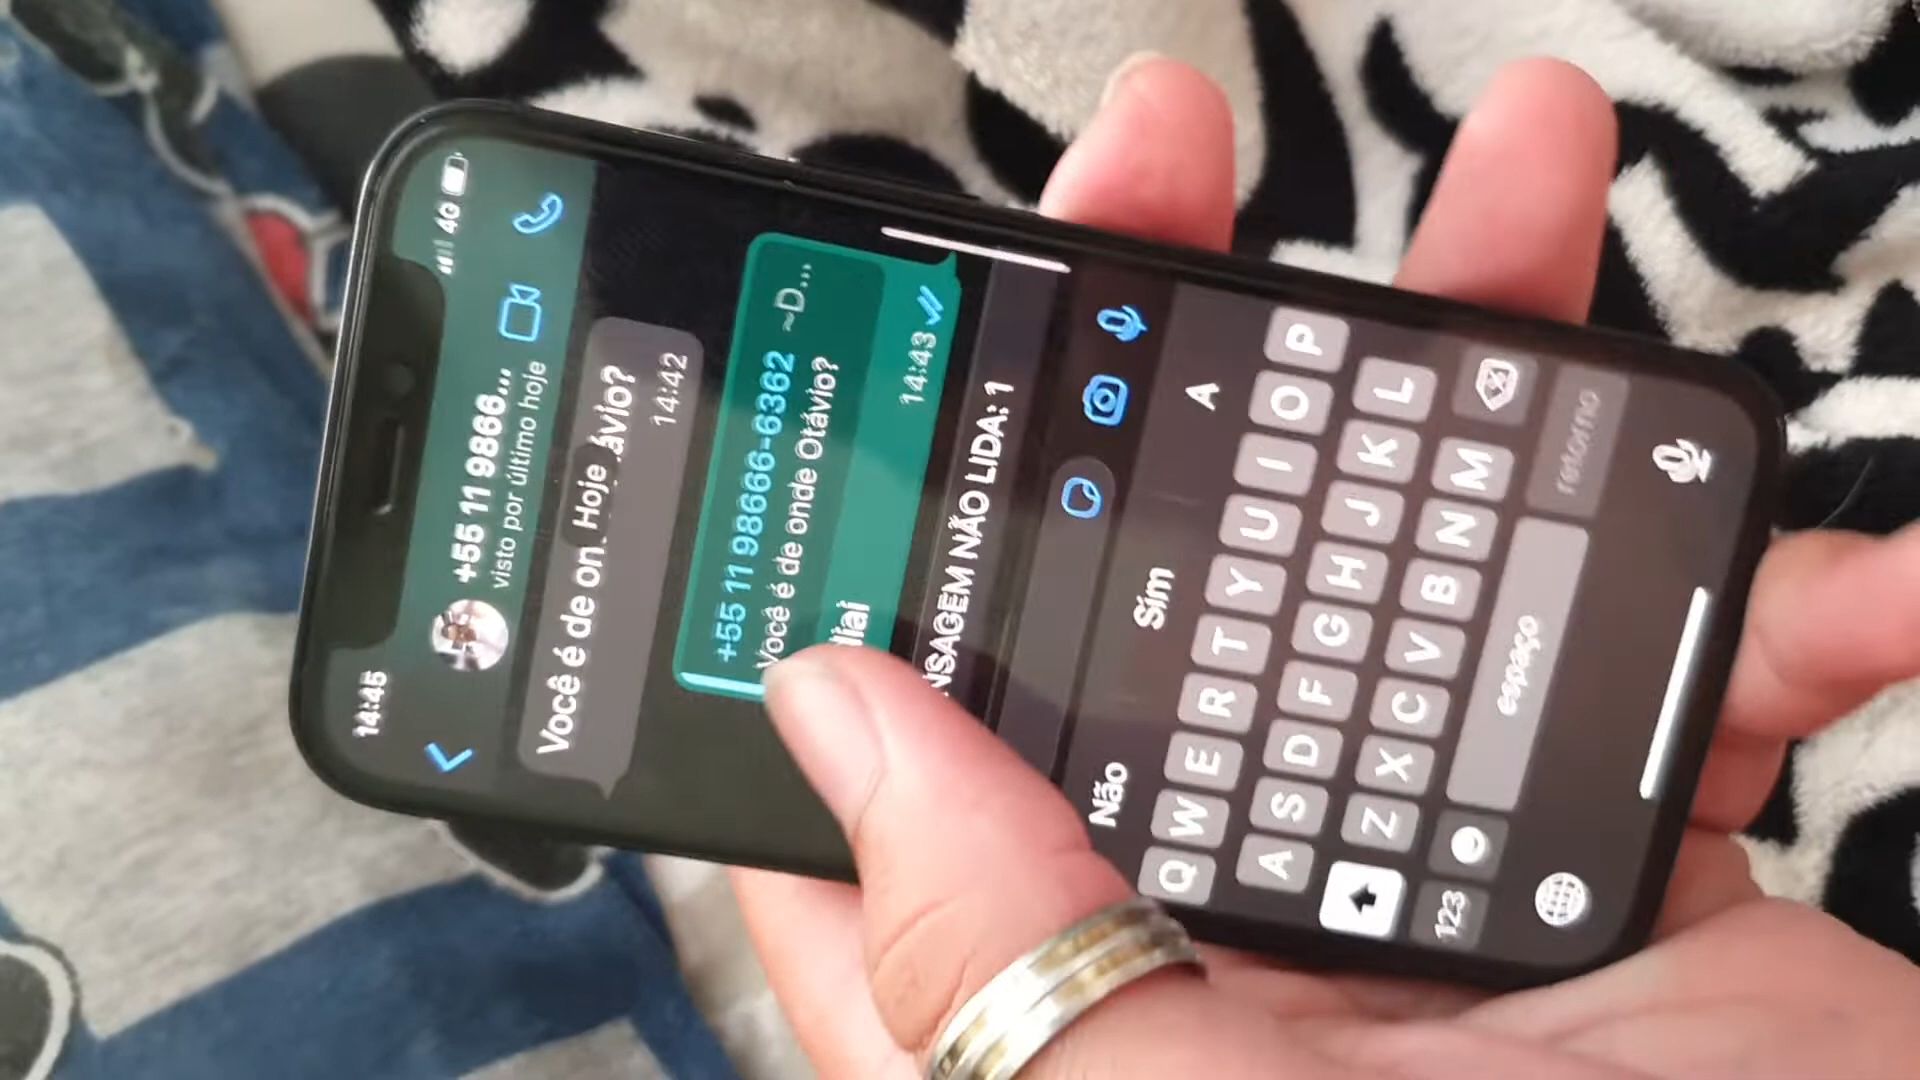 14:45
4G
+55 11 9866...
visto por último hoje
Você é de on
Hoje
ávio?
14:42
+55 11 98666-6362 ~D...
Você é de onde Otávio?
14:43
NSAGEM NÃO LIDA: 1
Não Sim A
Q W E R T Y U I O P
A S D F G H J K L
Z X C V B N M
123 espaço retorno